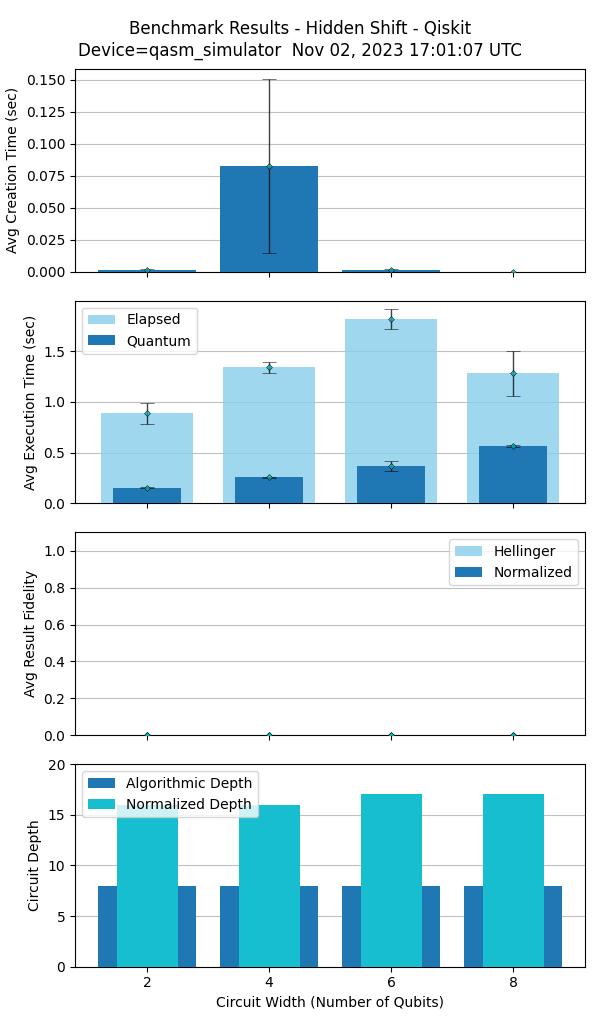 Benchmark Results - Hidden Shift - Qiskit
Device=qasm_simulator  Nov 02, 2023 17:01:07 UTC
Avg Creation Time (sec)
0.150
0.125
0.100
0.075
0.050
0.025
0.000
Avg Execution Time (sec)
1.5
1.0
0.5
0.0
Elapsed
Quantum
Avg Result Fidelity
1.0
0.8
0.6
0.4
0.2
0.0
Hellinger
Normalized
Circuit Depth
20
15
10
5
0
Algorithmic Depth
Normalized Depth
2 4 6 8
Circuit Width (Number of Qubits)